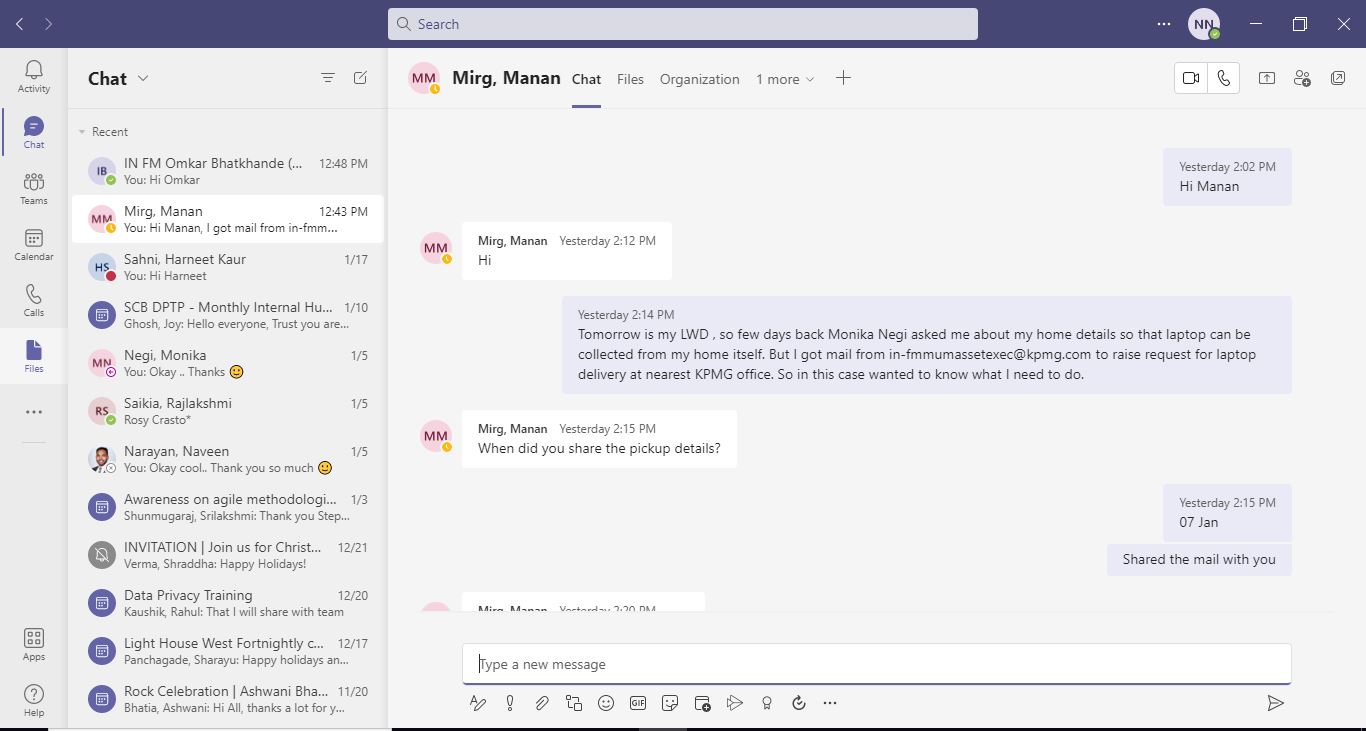 Search
NN
Activity
Chat
Teams
Calendar
Calls
Files
Apps
Help
Chat
Recent
IB
IN FM Omkar Bhatkhande (... 12:48 PM
You: Hi Omkar
MM
Mirg, Manan 12:43 PM
You: Hi Manan, I got mail from in-fmm...
HS
Sahni, Harneet Kaur 1/17
You: Hi Harneet
SCB DPTP - Monthly Internal Hu... 1/10
Ghosh, Joy: Hello everyone, Trust you are...
MN
Negi, Monika 1/5
You: Okay .. Thanks 🙂
RS
Saikia, Rajlakshmi 1/5
Rosy Crasto*
Narayan, Naveen 1/5
You: Okay cool.. Thank you so much 🙂
Awareness on agile methodologi... 1/3
Shunmugaraj, Srilakshmi: Thank you Step...
INVITATION | Join us for Christ... 12/21
Verma, Shraddha: Happy Holidays!
Data Privacy Training 12/20
Kaushik, Rahul: That I will share with team
Light House West Fortnightly c... 12/17
Panchagade, Sharayu: Happy holidays an...
Rock Celebration | Ashwani Bha... 11/20
Bhatia, Ashwani: Hi All, thanks a lot for y...
MM Mirg, Manan Chat Files Organization 1 more
Yesterday 2:02 PM
Hi Manan
MM
Mirg, Manan Yesterday 2:12 PM
Hi
Yesterday 2:14 PM
Tomorrow is my LWD , so few days back Monika Negi asked me about my home details so that laptop can be
collected from my home itself. But I got mail from in-fmmumassetexec@kpmg.com to raise request for laptop
delivery at nearest KPMG office. So in this case wanted to know what I need to do.
MM
Mirg, Manan Yesterday 2:15 PM
When did you share the pickup details?
Yesterday 2:15 PM
07 Jan
Shared the mail with you
Mirg, Manan Yesterday 2:20 PM
Type a new message
GIF